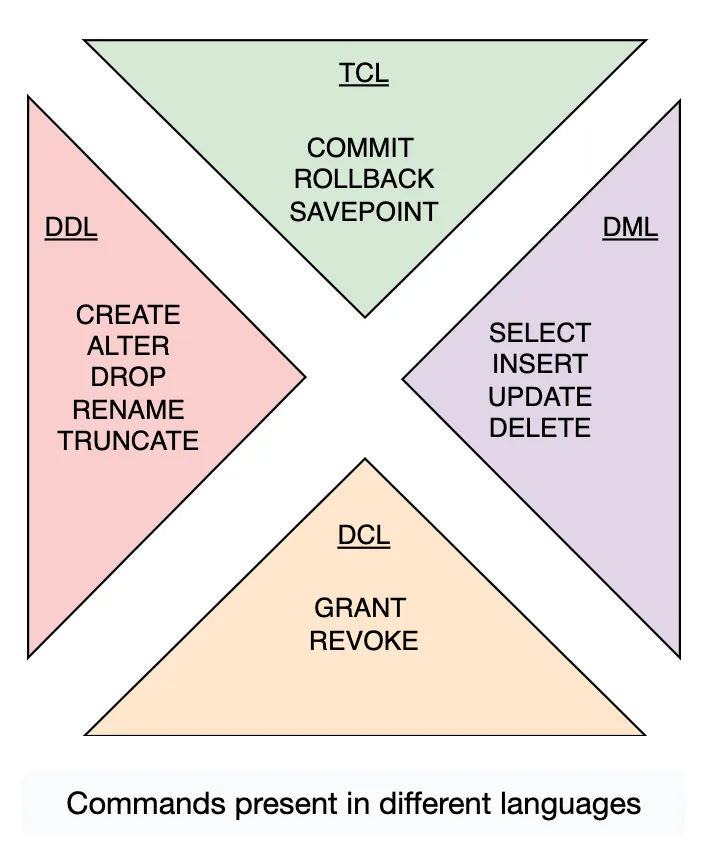 TCL
COMMIT
ROLLBACK
SAVEPOINT
DDL
CREATE
ALTER
DROP
RENAME
TRUNCATE
DML
SELECT
INSERT
UPDATE
DELETE
DCL
GRANT
REVOKE
Commands present in different languages